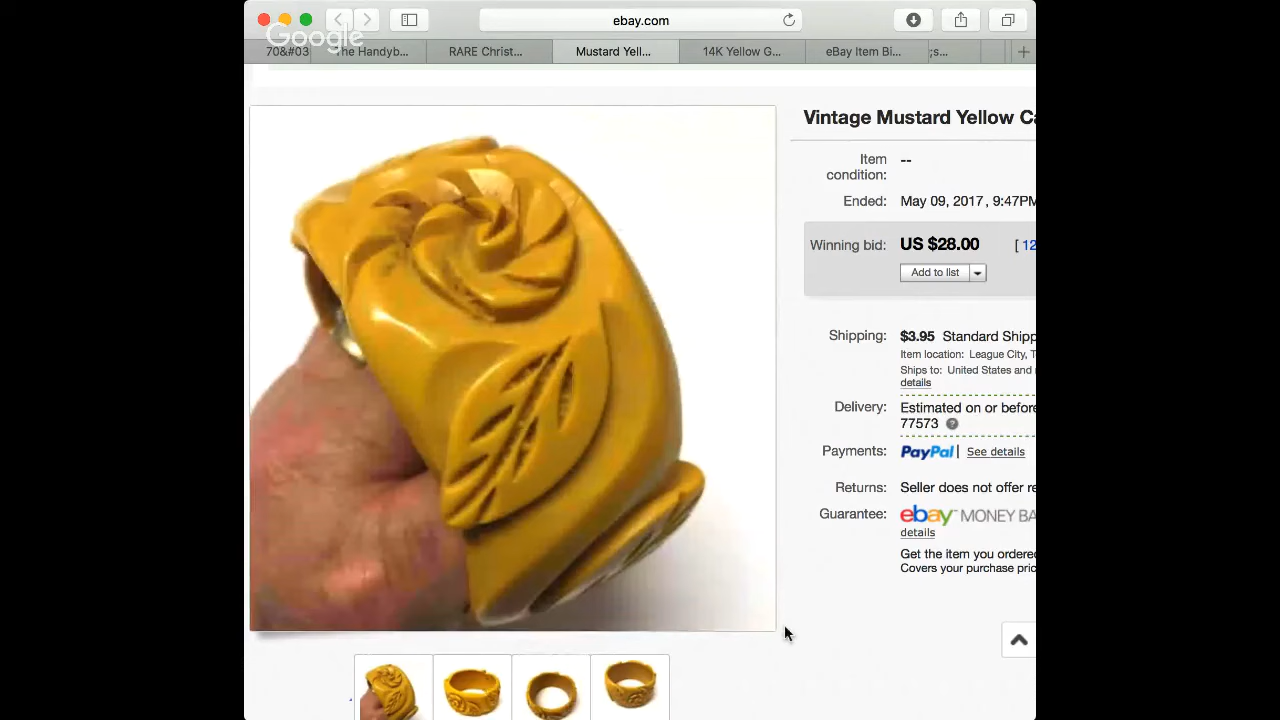 ebay.com
Google
70&#03
The Handyb...
RARE Christ...
Mustard Yell...
14K Yellow G...
eBay Item Bi...
;s...
Vintage Mustard Yellow Ca
Item condition: --
Ended: May 09, 2017 , 9:47PM
Winning bid: US $28.00 [ 12
Add to list
Shipping: $3.95 Standard Shipp
Item location: League City, T
Ships to: United States and
details
Delivery: Estimated on or before
77573
Payments: PayPal | See details
Returns: Seller does not offer re
Guarantee: ebay MONEY BA
details
Get the item you ordered
Covers your purchase pric